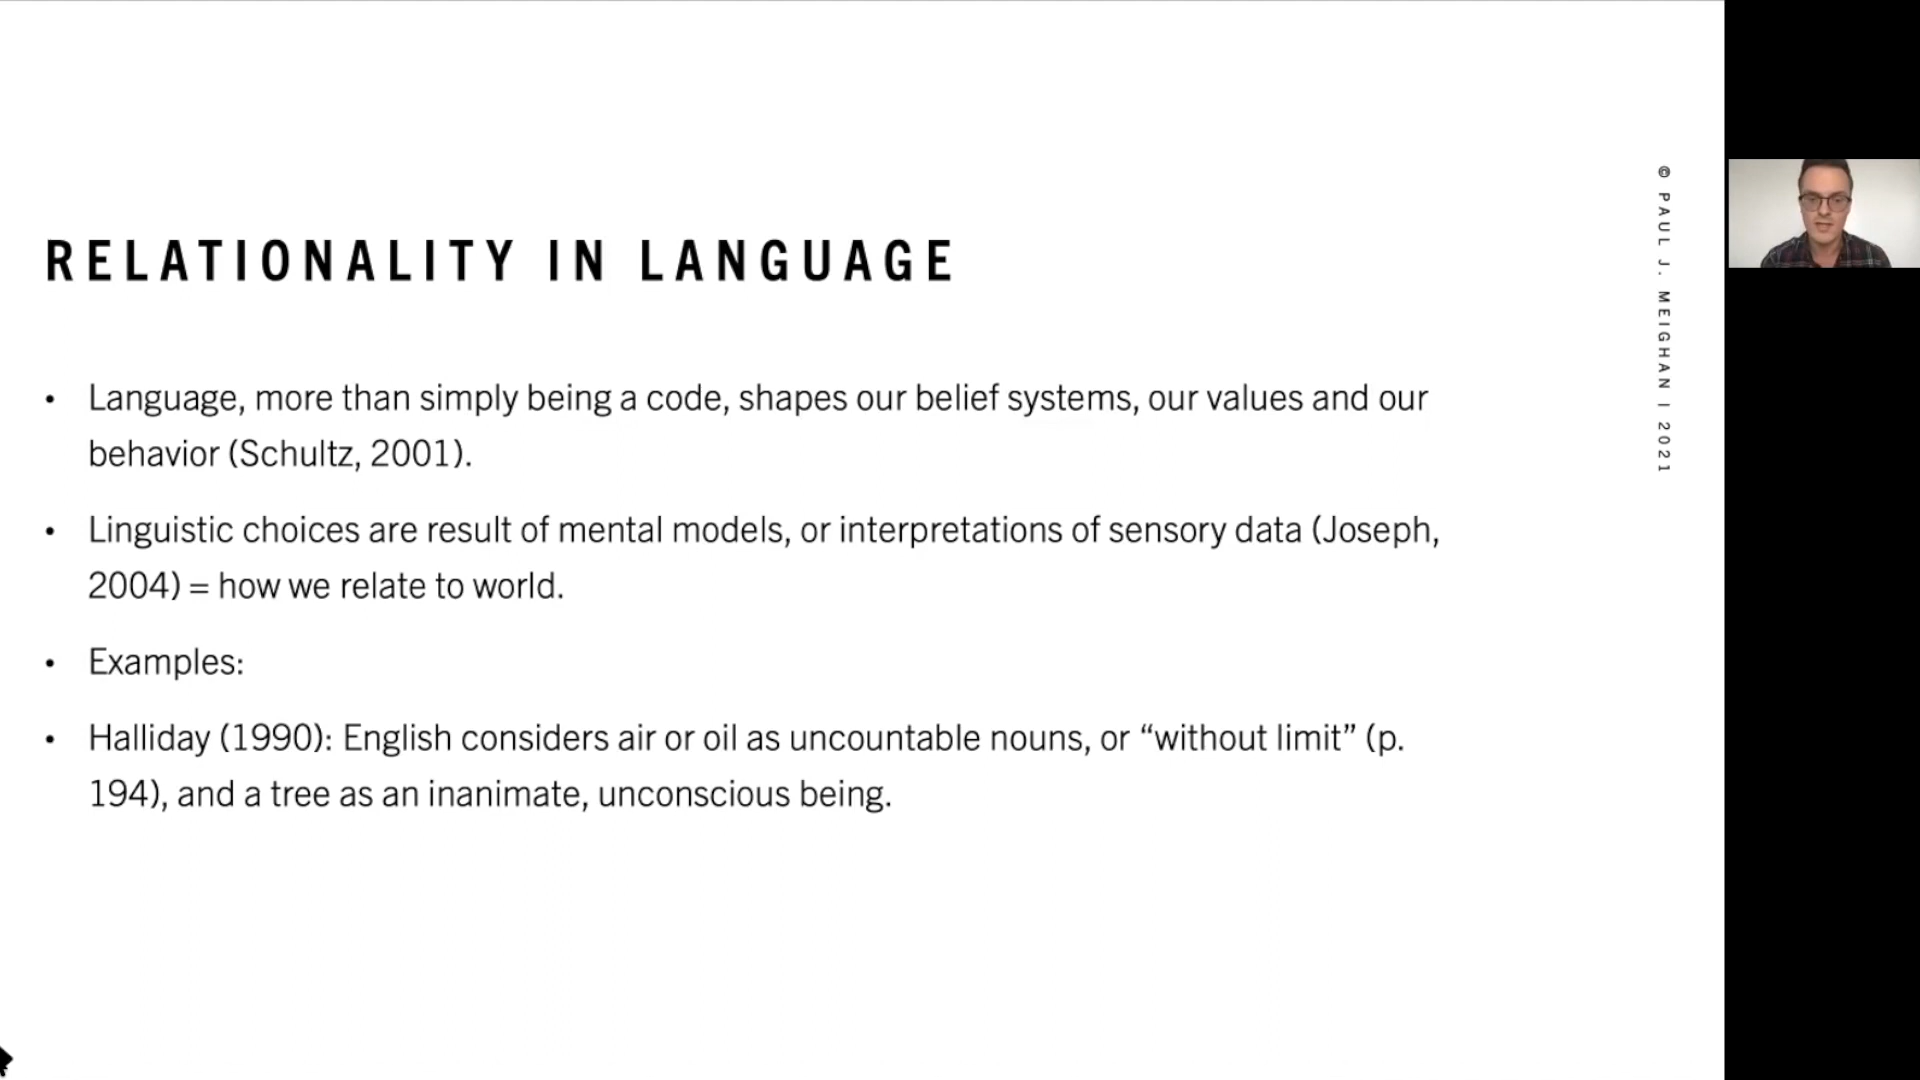 RELATIONALITY IN LANGUAGE
• Language, more than simply being a code, shapes our belief systems, our values and our
behavior (Schultz, 2001).
• Linguistic choices are result of mental models, or interpretations of sensory data (Joseph,
2004) = how we relate to world.
• Examples:
• Halliday (1990): English considers air or oil as uncountable nouns, or “without limit” (p.
194), and a tree as an inanimate, unconscious being.
© PAUL J. MEIGHAN | 2021